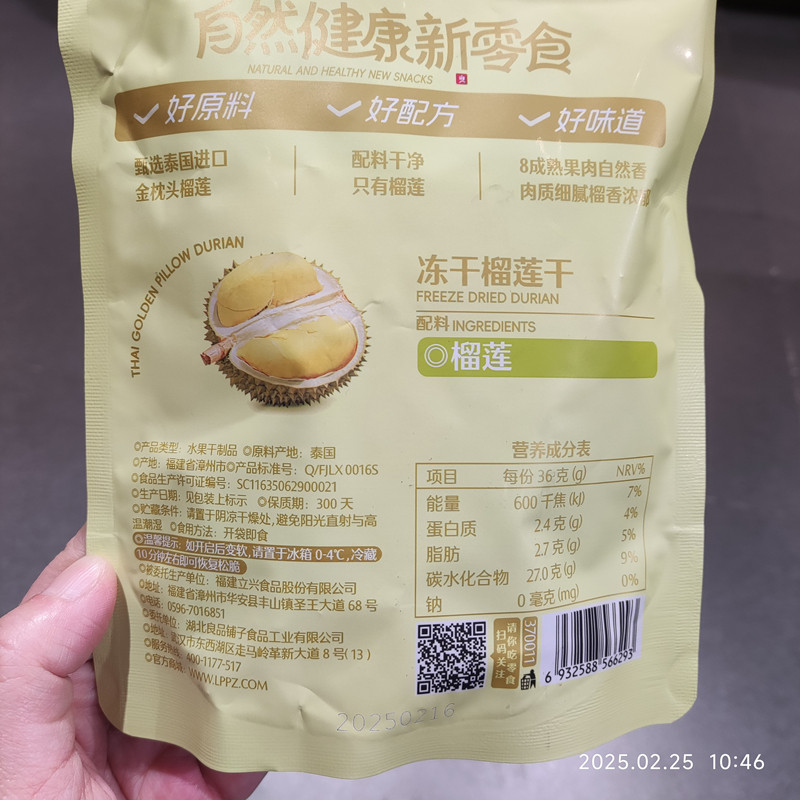 自然健康新零食
NATURAL AND HEALTHY NEW SNACKS
好原料 好配方 好味道
甄选泰国进口
金枕头榴莲
配料干净
只有榴莲
8成熟果肉自然香
肉质细腻榴香浓郁
THAI GOLDEN PILLOW DURIAN
冻干榴莲干
FREEZE DRIED DURIAN
配料 INGREDIENTS
◎榴莲
◎产品类型：水果干制品 ◎原料产地：泰国
◎产地：福建省漳州市 ◎产品标准号：Q/FJLX 0016S
◎食品生产许可证编号：SC11635062900021
◎生产日期：见包装上标示 ◎保质期：300 天
◎贮藏条件：请置于阴凉干燥处，避免阳光直射与高
温潮湿 ◎食用方法：开袋即食
◎温馨提示：如开启后变软，请置于冰箱 0-4℃，冷藏
10分钟左右即可恢复松脆
◎被委托生产单位：福建立兴食品股份有限公司
◎地址：福建省漳州市华安县丰山镇圣王大道 68 号
◎电话：0596-7016851
◎委托单位：湖北良品铺子食品工业有限公司
◎地址：武汉市东西湖区走马岭革新大道 8 号（13）
◎服务热线：400-1177-517
◎官方商城：WWW.LPPZ.COM
营养成分表
项目 每份 36 克 (g) NRV%
能量 600 千焦 (kJ) 7%
蛋白质 2.4 克 (g) 4%
脂肪 2.7 克 (g) 5%
碳水化合物 27.0 克 (g) 9%
钠 0 毫克 (mg) 0%
请你吃零食
扫码关注
370011
6 932588 566293
20250216
2025.02.25 10:46